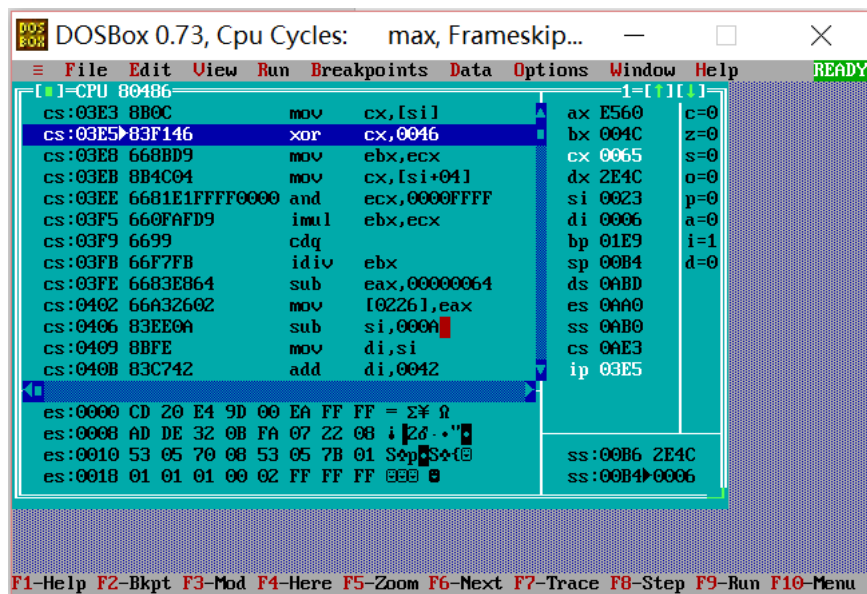 DOS BOX DOSBox 0.73, Cpu Cycles: max, Frameskip...
≡ File Edit View Run Breakpoints Data Options Window Help READY
[■]=CPU 80486 1=[↑][↓]
cs:03E3 8B0C mov cx,[si] ax E560 c=0
cs:03E5▶83F146 xor cx,0046 bx 004C z=0
cs:03E8 668BD9 mov ebx,ecx cx 0065 s=0
cs:03EB 8B4C04 mov cx,[si+04] dx 2E4C o=0
cs:03EE 6681E1FFFF0000 and ecx,0000FFFF si 0023 p=0
cs:03F5 660FAFD9 imul ebx,ecx di 0006 a=0
cs:03F9 6699 cdq bp 01E9 i=1
cs:03FB 66F7FB idiv ebx sp 00B4 d=0
cs:03FE 6683E864 sub eax,00000064 ds 0ABD
cs:0402 66A32602 mov [0226],eax es 0AA0
cs:0406 83EE0A sub si,000A ss 0AB0
cs:0409 8BFE mov di,si cs 0AE3
cs:040B 83C742 add di,0042 ip 03E5
es:0000 CD 20 E4 9D 00 EA FF FF = Σ¥ Ω
es:0008 AD DE 32 0B FA 07 22 08
es:0010 53 05 70 08 53 05 7B 01 S♣p◘S♣{☺ ss:00B6 2E4C
es:0018 01 01 01 00 02 FF FF FF ☺☺☺ ☻ ss:00B4▶0006
F1-Help F2-Bkpt F3-Mod F4-Here F5-Zoom F6-Next F7-Trace F8-Step F9-Run F10-Menu